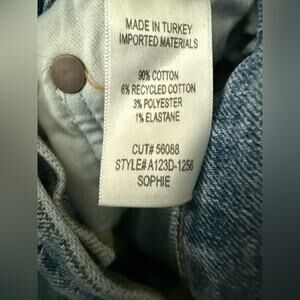 MADE IN TURKEY
IMPORTED MATERIALS
90% COTTON
6% RECYCLED COTTON
3% POLYESTER
1% ELASTANE
CUT# 56088
STYLE# A123D-1256
SOPHIE